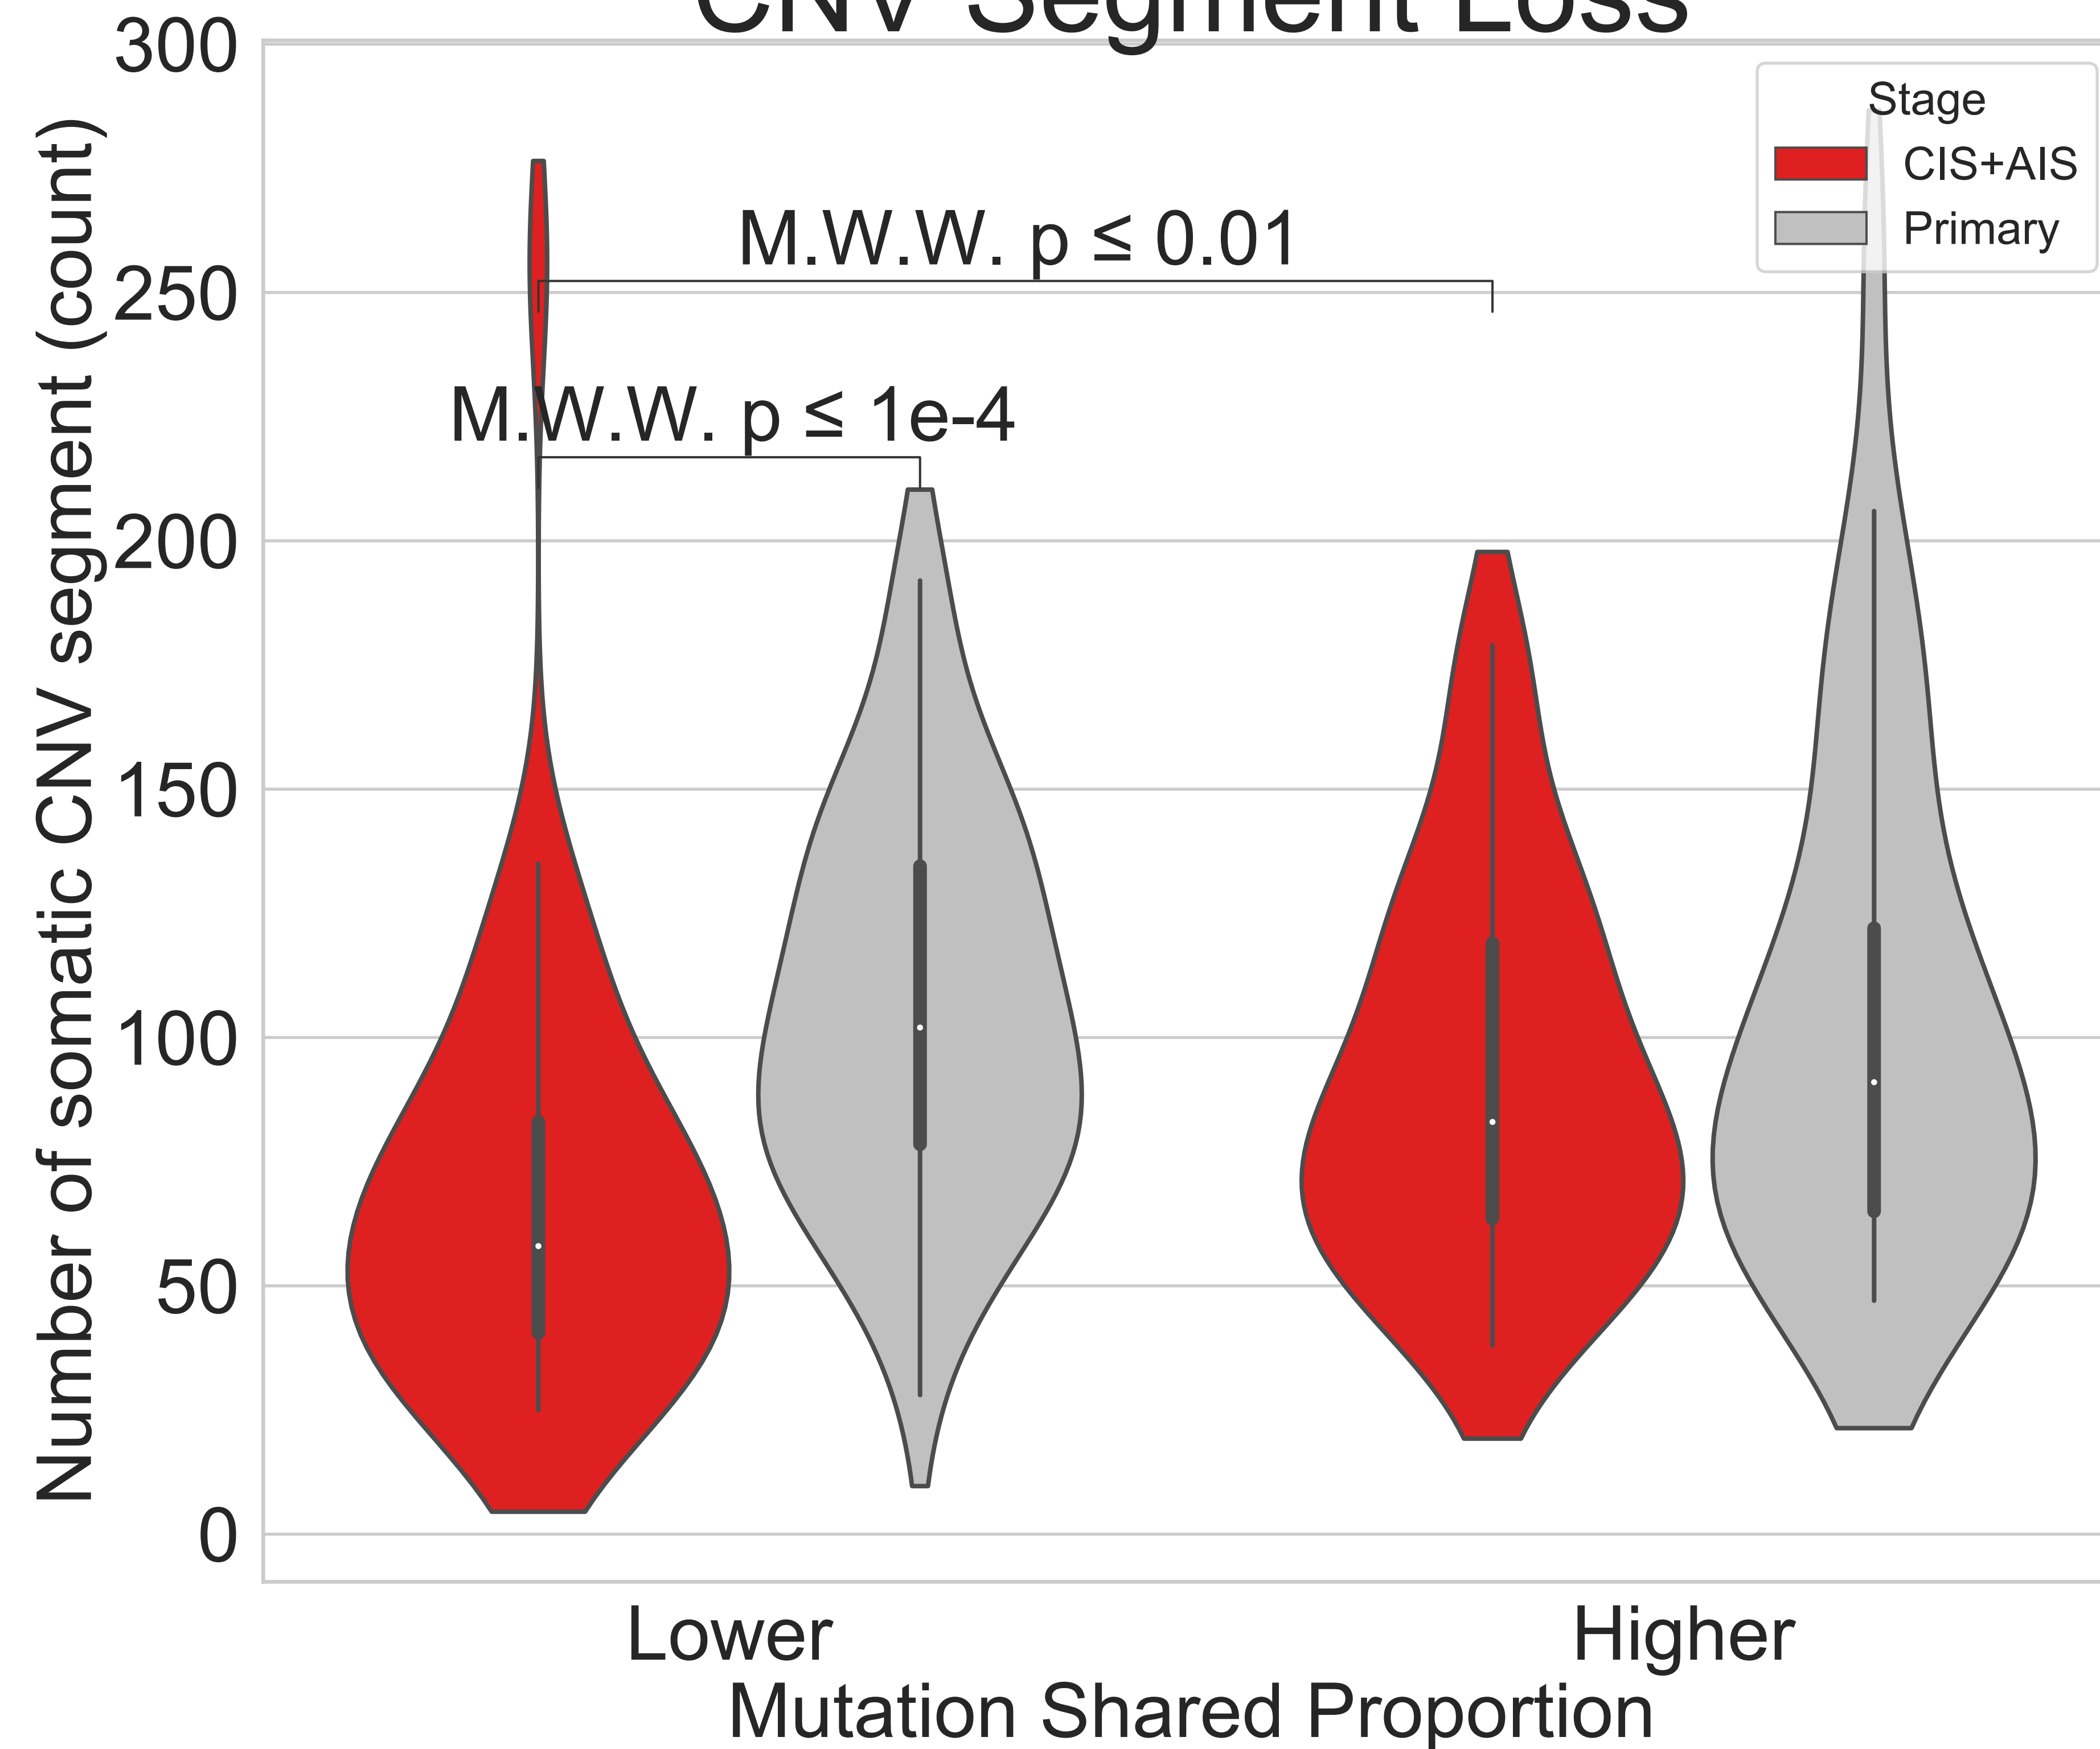 CNV Segment Loss
300
250
200
150
100
50
0
Number of somatic CNV segment (count)
Stage
CIS+AIS
Primary
M.W.W. p ≤ 0.01
M.W.W. p ≤ 1e-4
Lower
Higher
Mutation Shared Proportion